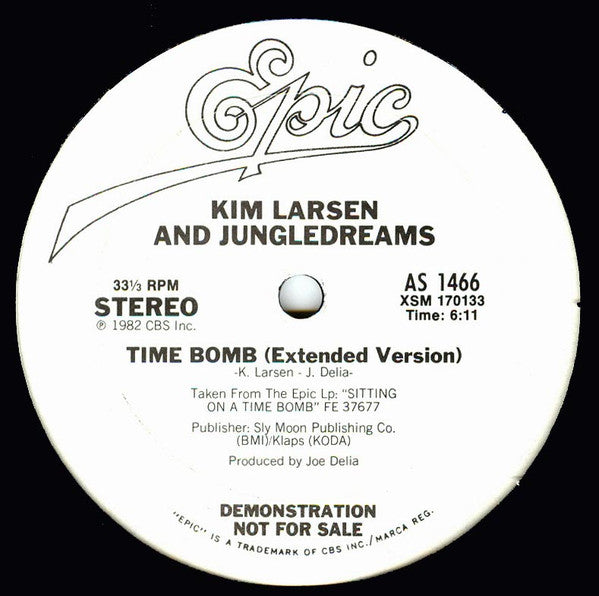 Epic
KIM LARSEN
AND JUNGLEDREAMS
33⅓ RPM
STEREO
℗ 1982 CBS Inc.
AS 1466
XSM 170133
Time: 6:11
TIME BOMB (Extended Version)
-K. Larsen - J. Delia-
Taken From The Epic Lp: "SITTING
ON A TIME BOMB" FE 37677
Publisher: Sly Moon Publishing Co.
(BMI)/Klaps (KODA)
Produced by Joe Delia
DEMONSTRATION
NOT FOR SALE
"EPIC" IS A TRADEMARK OF CBS INC./MARCA REG.